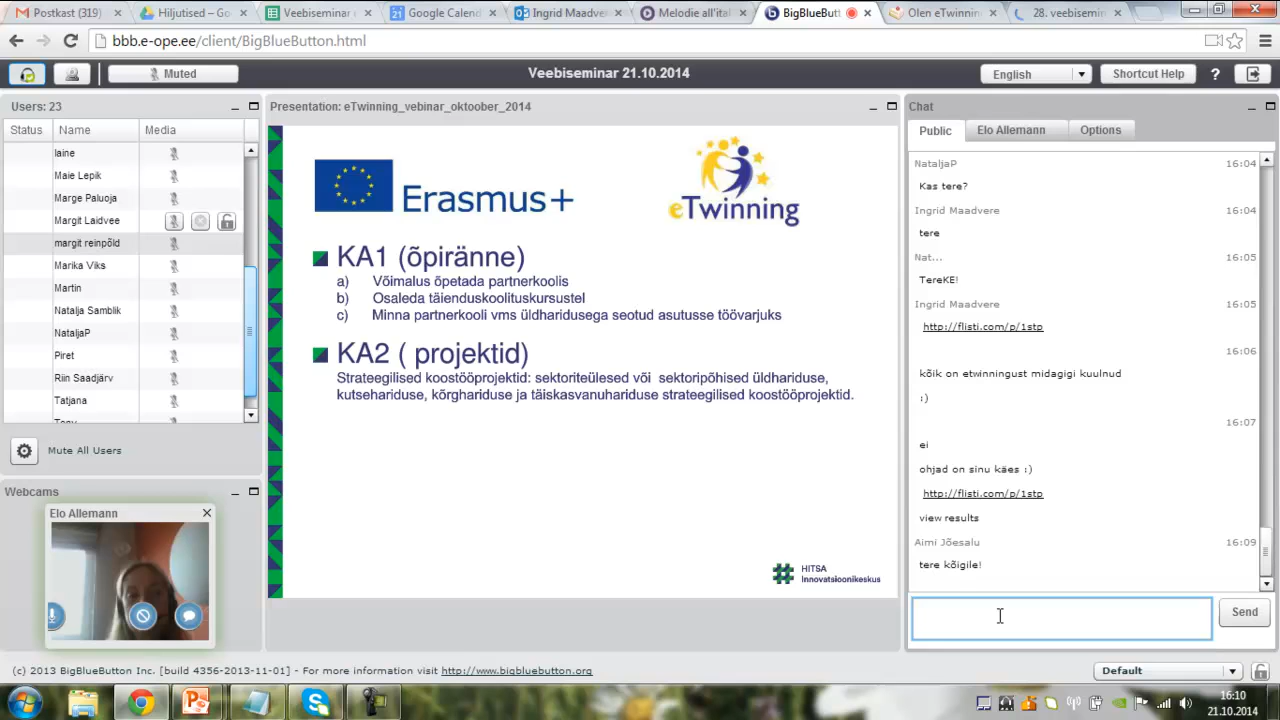 Postkast (319)
Hiljutised – Go
Veebiseminar
Google Calen
Ingrid Maadve
Melodie all'ital
BigBlueButt
Olen eTwinnin
28. veebisemin
bbb.e-ope.ee/client/BigBlueButton.html
Muted
Veebiseminar 21.10.2014
English
Shortcut Help
?
Users: 23
Status Name Media
laine
Maie Lepik
Marge Paluoja
Margit Laidvee
margit reinpõld
Marika Viks
Martin
Natalja Samblik
NataljaP
Piret
Riin Saadjärv
Tatjana
Mute All Users
Webcams
Elo Allemann
Presentation: eTwinning_vebinar_oktoober_2014
Erasmus+
eTwinning
KA1 (õpiränne)
a) Võimalus õpetada partnerkoolis
b) Osaleda täienduskoolituskursustel
c) Minna partnerkooli vms üldharidusega seotud asutusse töövarjuks
KA2 ( projektid)
Strateegilised koostööprojektid: sektoriteülesed või sektoripõhised üldhariduse,
kutsehariduse, kõrghariduse ja täiskasvanuhariduse strateegilised koostööprojektid.
HITSA
Innovatsioonikeskus
Chat
Public Elo Allemann Options
NataljaP 16:04
Kas tere?
Ingrid Maadvere 16:04
tere
Nat... 16:05
TereKE!
Ingrid Maadvere 16:05
http://flisti.com/p/1stp
16:06
kõik on etwinningust midagigi kuulnud
:)
16:07
ei
ohjad on sinu käes :)
http://flisti.com/p/1stp
view results
Aimi Jõesalu 16:09
tere kõigile!
Send
(c) 2013 BigBlueButton Inc. [build 4356-2013-11-01] - For more information visit http://www.bigbluebutton.org
Default
16:10
21.10.2014